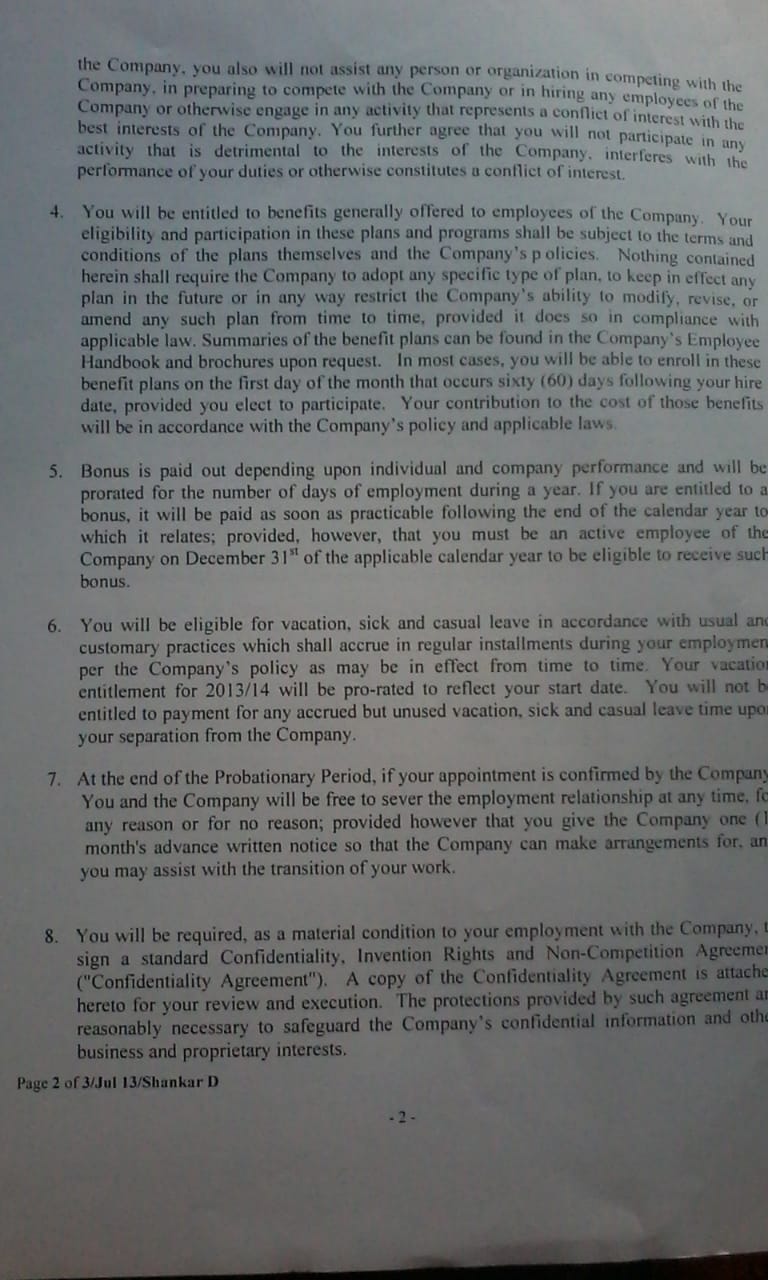 the Company, you also will not assist any person or organization in competing with the
Company, in preparing to compete with the Company or in hiring any employees of the
Company or otherwise engage in any activity that represents a conflict of interest with the
best interests of the Company. You further agree that you will not participate in any
activity that is detrimental to the interests of the Company, interferes with the
performance of your duties or otherwise constitutes a conflict of interest.
4. You will be entitled to benefits generally offered to employees of the Company. Your
eligibility and participation in these plans and programs shall be subject to the terms and
conditions of the plans themselves and the Company's p olicies. Nothing contained
herein shall require the Company to adopt any specific type of plan, to keep in effect any
plan in the future or in any way restrict the Company's ability to modify, revise, or
amend any such plan from time to time, provided it does so in compliance with
applicable law. Summaries of the benefit plans can be found in the Company's Employee
Handbook and brochures upon request. In most cases, you will be able to enroll in these
benefit plans on the first day of the month that occurs sixty (60) days following your hire
date, provided you elect to participate. Your contribution to the cost of those benefits
will be in accordance with the Company's policy and applicable laws.
5. Bonus is paid out depending upon individual and company performance and will be
prorated for the number of days of employment during a year. If you are entitled to a
bonus, it will be paid as soon as practicable following the end of the calendar year to
which it relates; provided, however, that you must be an active employee of the
Company on December 31st of the applicable calendar year to be eligible to receive such
bonus.
6. You will be eligible for vacation, sick and casual leave in accordance with usual and
customary practices which shall accrue in regular installments during your employmen
per the Company's policy as may be in effect from time to time. Your vacation
entitlement for 2013/14 will be pro-rated to reflect your start date. You will not b
entitled to payment for any accrued but unused vacation, sick and casual leave time upon
your separation from the Company.
7. At the end of the Probationary Period, if your appointment is confirmed by the Company
You and the Company will be free to sever the employment relationship at any time, fo
any reason or for no reason; provided however that you give the Company one (1
month's advance written notice so that the Company can make arrangements for, an
you may assist with the transition of your work.
8. You will be required, as a material condition to your employment with the Company, t
sign a standard Confidentiality, Invention Rights and Non-Competition Agreemen
("Confidentiality Agreement"). A copy of the Confidentiality Agreement is attache
hereto for your review and execution. The protections provided by such agreement ar
reasonably necessary to safeguard the Company's confidential information and othe
business and proprietary interests.
Page 2 of 3/Jul 13/Shankar D
- 2 -